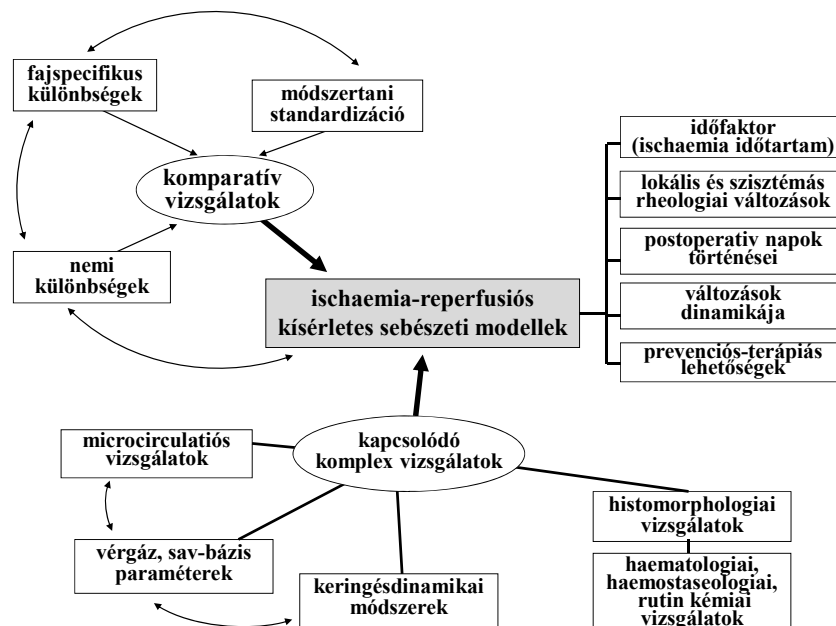 fajspecifikus
különbségek
módszertani
standardizáció
komparatív
vizsgálatok
nemi
különbségek
ischaemia-reperfusiós
kísérletes sebészeti modellek
időfaktor
(ischaemia időtartam)
lokális és szisztémás
rheologiai változások
postoperativ napok
történései
változások
dinamikája
prevenciós-terápiás
lehetőségek
kapcsolódó
komplex vizsgálatok
microcirculatiós
vizsgálatok
vérgáz, sav-bázis
paraméterek
keringésdinamikai
módszerek
histomorphologiai
vizsgálatok
haematologiai,
haemostaseologiai,
rutin kémiai
vizsgálatok